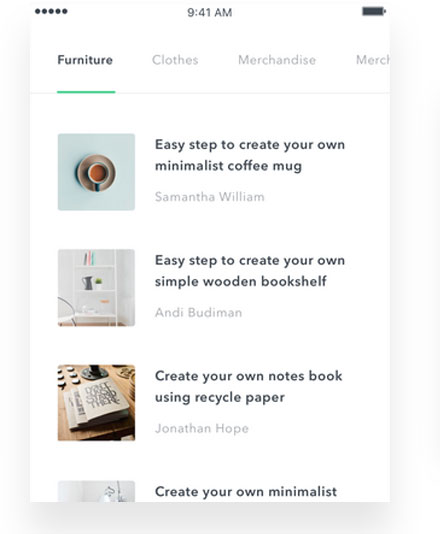 9:41 AM
Furniture Clothes Merchandise Merch
Easy step to create your own
minimalist coffee mug
Samantha William
Easy step to create your own
simple wooden bookshelf
Andi Budiman
Create your own notes book
using recycle paper
Jonathan Hope
Create your own minimalist